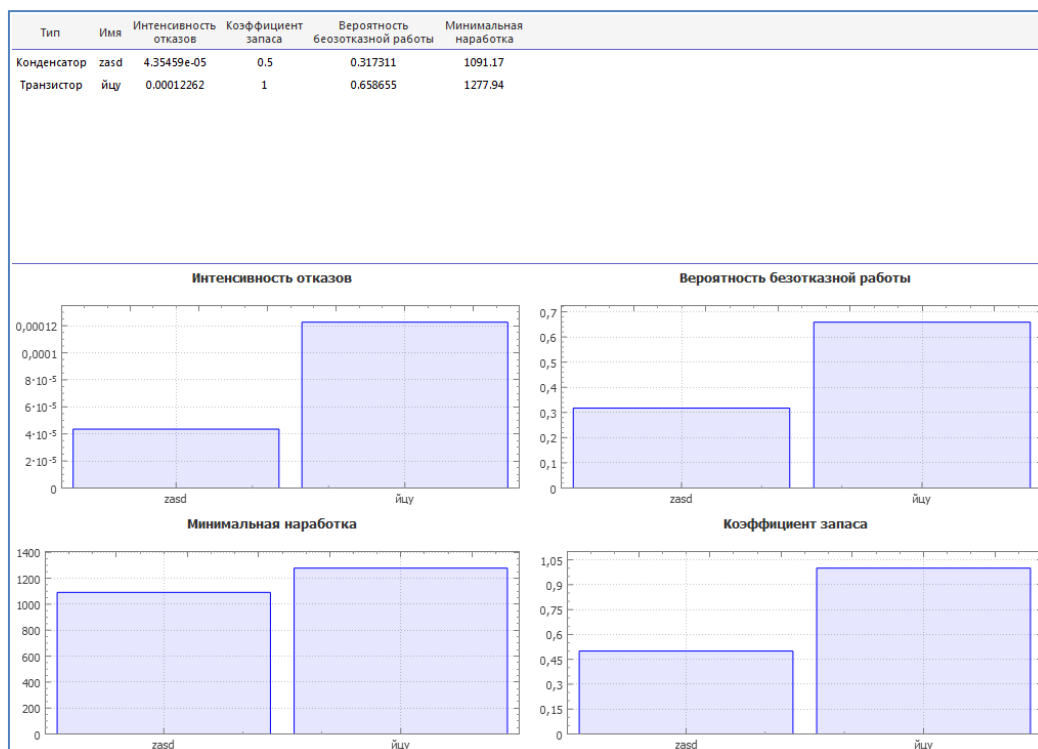 Тип Имя Интенсивность отказов Коэффициент запаса Вероятность беозотказной работы Минимальная наработка
Конденсатор zasd 4.35459e-05 0.5 0.317311 1091.17
Транзистор йцу 0.00012262 1 0.658655 1277.94
Интенсивность отказов
0,00012
0,0001
8·10-5
6·10-5
4·10-5
2·10-5
0
zasd йцу
Вероятность безотказной работы
0,7
0,6
0,5
0,4
0,3
0,2
0,1
0
zasd йцу
Минимальная наработка
1400
1200
1000
800
600
400
200
0
zasd йцу
Коэффициент запаса
1,05
0,9
0,75
0,6
0,45
0,3
0,15
0
zasd йцу